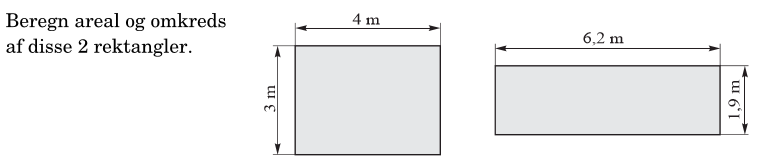 Beregn areal og omkreds
af disse 2 rektangler.
4 m
3 m
6,2 m
1,9 m